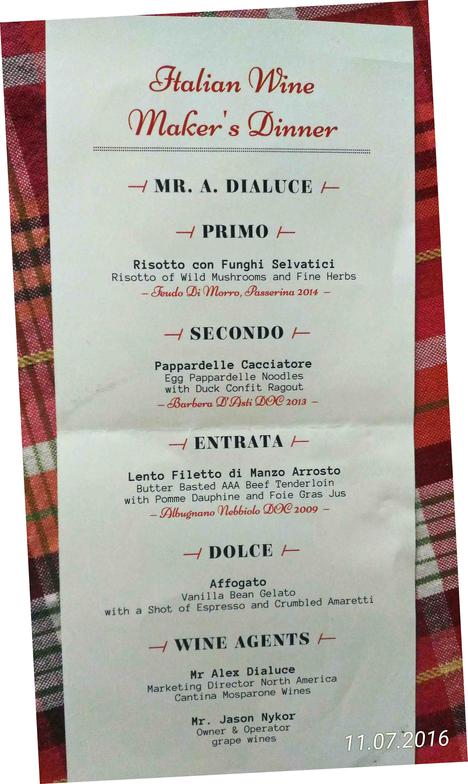 Italian Wine
Maker's Dinner
MR. A. DIALUCE
PRIMO
Risotto con Funghi Selvatici
Risotto of Wild Mushrooms and Fine Herbs
– Feudo Di Morro, Passerina 2014 –
SECONDO
Pappardelle Cacciatore
Egg Pappardelle Noodles
with Duck Confit Ragout
– Barbera D'Asti DOC 2013 –
ENTRATA
Lento Filetto di Manzo Arrosto
Butter Basted AAA Beef Tenderloin
with Pomme Dauphine and Foie Gras Jus
– Albugnano Nebbiolo DOC 2009 –
DOLCE
Affogato
Vanilla Bean Gelato
with a Shot of Espresso and Crumbled Amaretti
WINE AGENTS
Mr Alex Dialuce
Marketing Director North America
Cantina Mosparone Wines
Mr. Jason Nykor
Owner & Operator
grape wines
11.07.2016